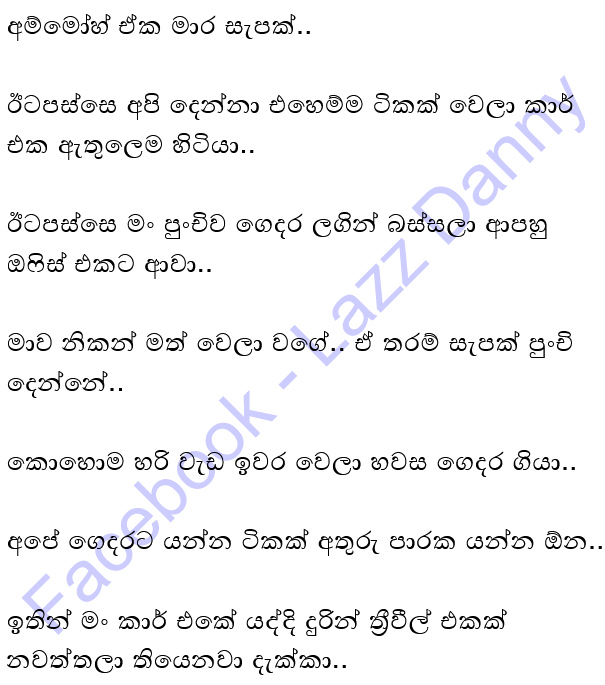 අම්මෝහ් ඒක මාර සැපක්..
ඊටපස්සෙ අපි දෙන්නා එහෙම්ම ටිකක් වෙලා කාර්
එක ඇතුලෙම හිටියා..
ඊටපස්සෙ මං පුංචිව ගෙදර ලගින් බස්සලා ආපහු
ඔෆිස් එකට ආවා..
මාව නිකන් මත් වෙලා වගේ.. ඒ තරම් සැපක් පුංචි
දෙන්නේ..
කොහොම හරි වැඩ ඉවර වෙලා හවස ගෙදර ගියා..
අපේ ගෙදරට යන්න ටිකක් අතුරු පාරක යන්න ඕන..
ඉතින් මං කාර් එකේ යද්දි දුරින් ත්‍රීවීල් එකක්
නවත්තලා තියෙනවා දැක්කා..
Facebook - Lazz Danny